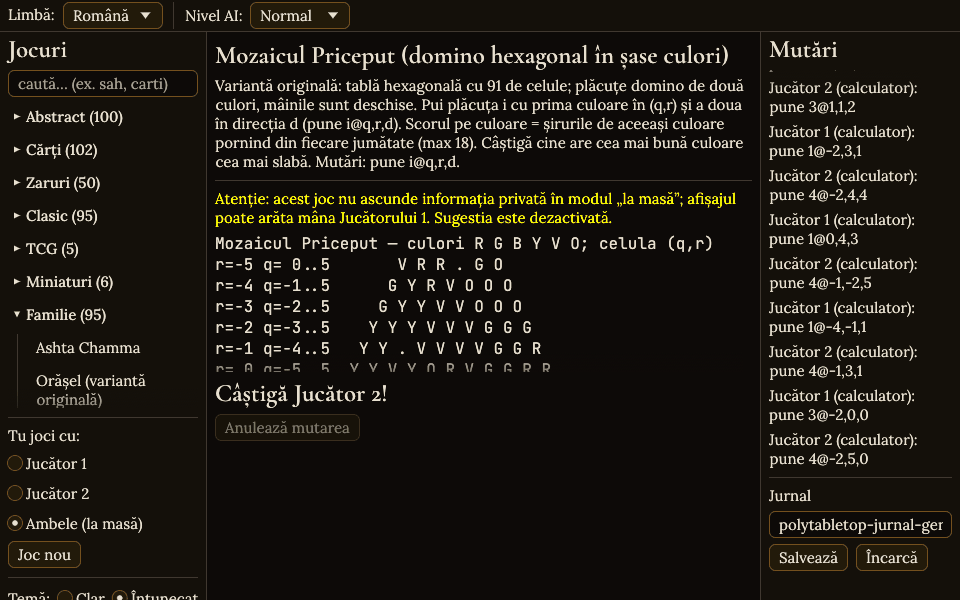 Limbă: Română ▼ Nivel AI: Normal ▼
Jocuri
caută... (ex. sah, carti)
▸ Abstract (100)
▸ Cărți (102)
▸ Zaruri (50)
▸ Clasic (95)
▸ TCG (5)
▸ Miniaturi (6)
▾ Familie (95)
Ashta Chamma
Orășel (variantă
originală)
Tu joci cu:
Jucător 1
Jucător 2
Ambele (la masă)
Joc nou
Temă: Clar Întunecat
Mozaicul Priceput (domino hexagonal în șase culori)
Variantă originală: tablă hexagonală cu 91 de celule; plăcuțe domino de două
culori, mâinile sunt deschise. Pui plăcuța i cu prima culoare în (q,r) și a doua
în direcția d (pune i@q,r,d). Scorul pe culoare = șirurile de aceeași culoare
pornind din fiecare jumătate (max 18). Câștigă cine are cea mai bună culoare
cea mai slabă. Mutări: pune i@q,r,d.
Atenție: acest joc nu ascunde informația privată în modul „la masă”; afișajul
poate arăta mâna Jucătorului 1. Sugestia este dezactivată.
Mozaicul Priceput — culori R G B Y V O; celula (q,r)
r=-5 q= 0..5 V R R . G O
r=-4 q=-1..5 G Y R V O O O
r=-3 q=-2..5 G Y Y V V O O O
r=-2 q=-3..5 Y Y Y V V V G G G
r=-1 q=-4..5 Y Y . V V V V G G R
r= 0 q=-5..5 Y Y V Y O R V G G R R
Câștigă Jucător 2!
Anulează mutarea
Mutări
Jucător 2 (calculator):
pune 3@1,1,2
Jucător 1 (calculator):
pune 1@-2,3,1
Jucător 2 (calculator):
pune 4@-2,4,4
Jucător 1 (calculator):
pune 1@0,4,3
Jucător 2 (calculator):
pune 4@-1,-2,5
Jucător 1 (calculator):
pune 1@-4,-1,1
Jucător 2 (calculator):
pune 4@-1,3,1
Jucător 1 (calculator):
pune 3@-2,0,0
Jucător 2 (calculator):
pune 4@-2,5,0
Jurnal
polytabletop-jurnal-ger
Salvează Încarcă